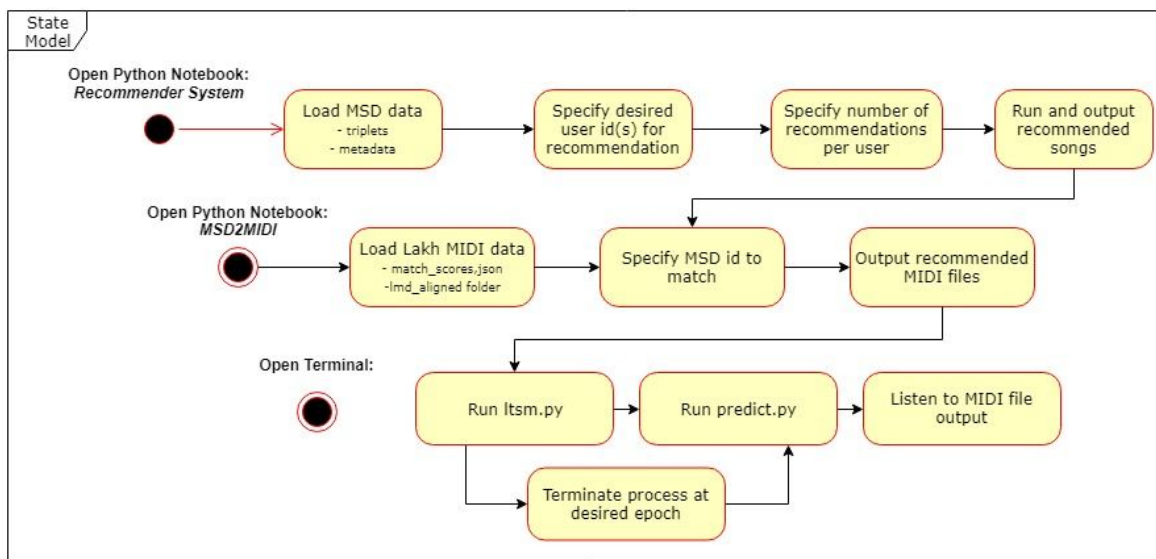 State
Model
Open Python Notebook:
Recommender System
Load MSD data
- triplets
- metadata
Specify desired
user id(s) for
recommendation
Specify number of
recommendations
per user
Run and output
recommended
songs
Open Python Notebook:
MSD2MIDI
Load Lakh MIDI data
- match_scores,json
-lmd_aligned folder
Specify MSD id to
match
Output recommended
MIDI files
Open Terminal:
Run ltsm.py
Run predict.py
Listen to MIDI file
output
Terminate process at
desired epoch